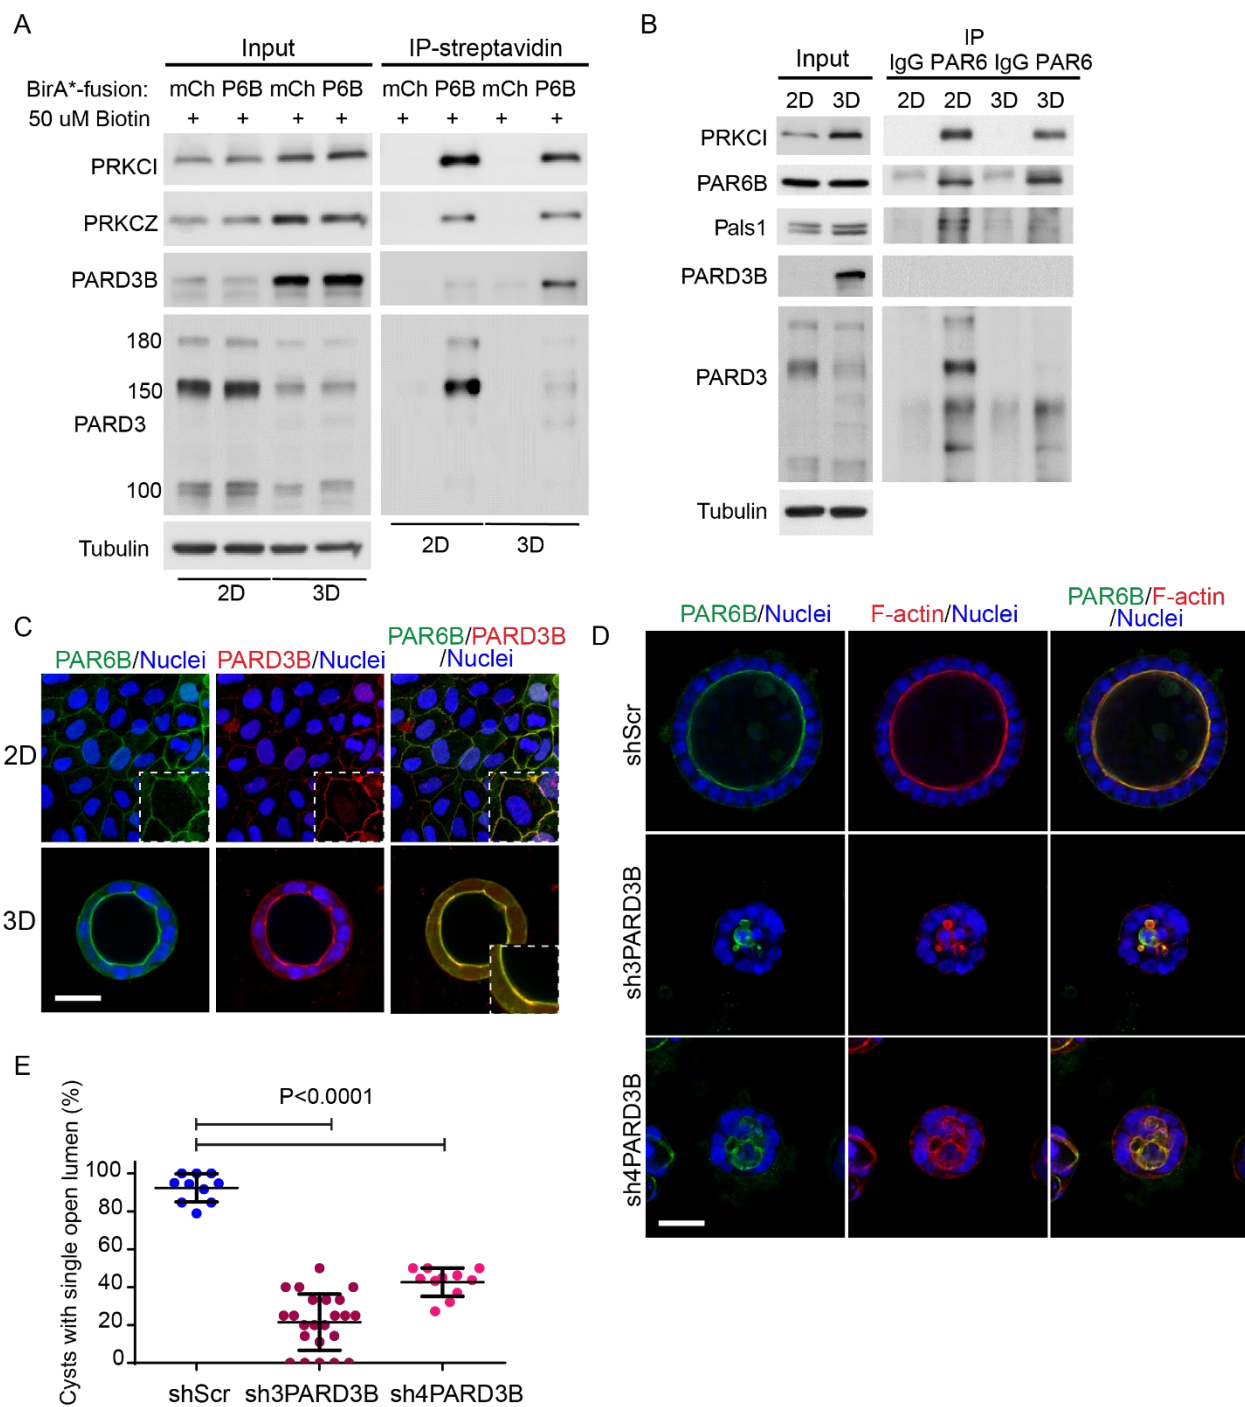 A
Input IP-streptavidin
BirA*-fusion: mCh P6B mCh P6B mCh P6B mCh P6B
50 uM Biotin + + + + + + + +
PRKCI
PRKCZ
PARD3B
180
150
PARD3
100
Tubulin
2D 3D
2D 3D
B
IP
Input IgG PAR6 IgG PAR6
2D 3D 2D 2D 3D 3D
PRKCI
PAR6B
Pals1
PARD3B
PARD3
Tubulin
C
PAR6B/Nuclei PARD3B/Nuclei PAR6B/PARD3B
/Nuclei
2D
3D
D
PAR6B/Nuclei F-actin/Nuclei PAR6B/F-actin
/Nuclei
shScr
sh3PARD3B
sh4PARD3B
E
P<0.0001
Cysts with single open lumen (%)
100
80
60
40
20
0
shScr sh3PARD3B sh4PARD3B